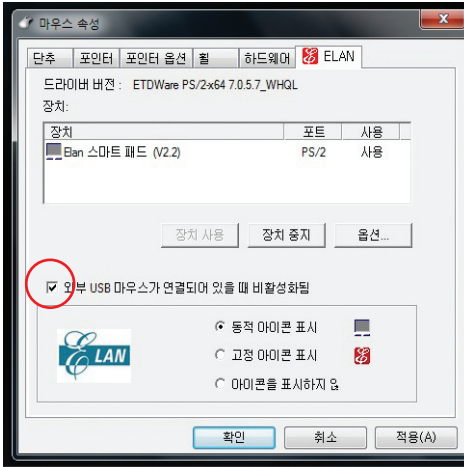 마우스 속성
단추 포인터 포인터 옵션 휠 하드웨어 ELAN
드라이버 버전 : ETDWare PS/2-x64 7.0.5.7_WHQL
장치:
장치 포트 사용
Elan 스마트 패드 (V2.2) PS/2 사용
장치 사용 장치 중지 옵션...
외부 USB 마우스가 연결되어 있을 때 비활성화됨
동적 아이콘 표시
ELAN
고정 아이콘 표시
아이콘을 표시하지 않
확인 취소 적용(A)